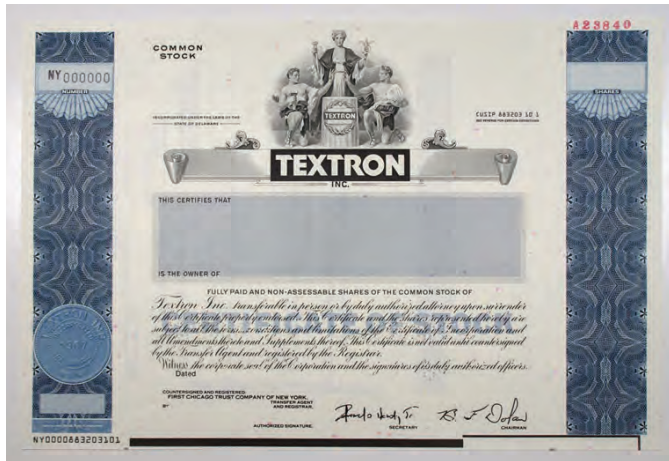 A23840
COMMON
STOCK
NY 000000
NUMBER
SHARES
INCORPORATED UNDER THE LAWS OF THE
STATE OF DELAWARE
CUSIP 883203 10 1
SEE REVERSE FOR CERTAIN DEFINITIONS
TEXTRON
TEXTRON
INC.
THIS CERTIFIES THAT
IS THE OWNER OF
FULLY PAID AND NON-ASSESSABLE SHARES OF THE COMMON STOCK OF
Textron Inc. transferable in person or by duly authorized attorney upon surrender
of this Certificate properly endorsed. This Certificate and the shares represented hereby are
subject to all the terms, conditions and limitations of the Certificate of Incorporation and
all Amendments thereto and Supplements thereof. This Certificate is not valid until countersigned
by the Transfer Agent and registered by the Registrar.
Witness the corporate seal of the Corporation and the signatures of its duly authorized officers.
Dated
COUNTERSIGNED AND REGISTERED
FIRST CHICAGO TRUST COMPANY OF NEW YORK,
TRANSFER AGENT
AND REGISTRAR.
BY
AUTHORIZED SIGNATURE.
SECRETARY
B. F. Dolan
CHAIRMAN
NY0000883203101